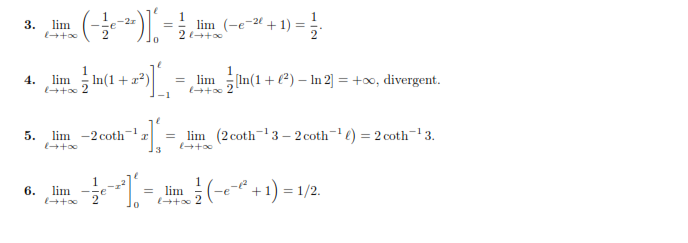 3. lim_{ℓ→+∞} (−1/2 e^{−2x})]_0^ℓ = 1/2 lim_{ℓ→+∞} (−e^{−2ℓ} + 1) = 1/2.
4. lim_{ℓ→+∞} 1/2 ln(1 + x²)]_{−1}^ℓ = lim_{ℓ→+∞} 1/2 [ln(1 + ℓ²) − ln 2] = +∞, divergent.
5. lim_{ℓ→+∞} −2 coth⁻¹ x]_3^ℓ = lim_{ℓ→+∞} (2 coth⁻¹ 3 − 2 coth⁻¹ ℓ) = 2 coth⁻¹ 3.
6. lim_{ℓ→+∞} −1/2 e^{−x²}]_0^ℓ = lim_{ℓ→+∞} 1/2 (−e^{−ℓ²} + 1) = 1/2.